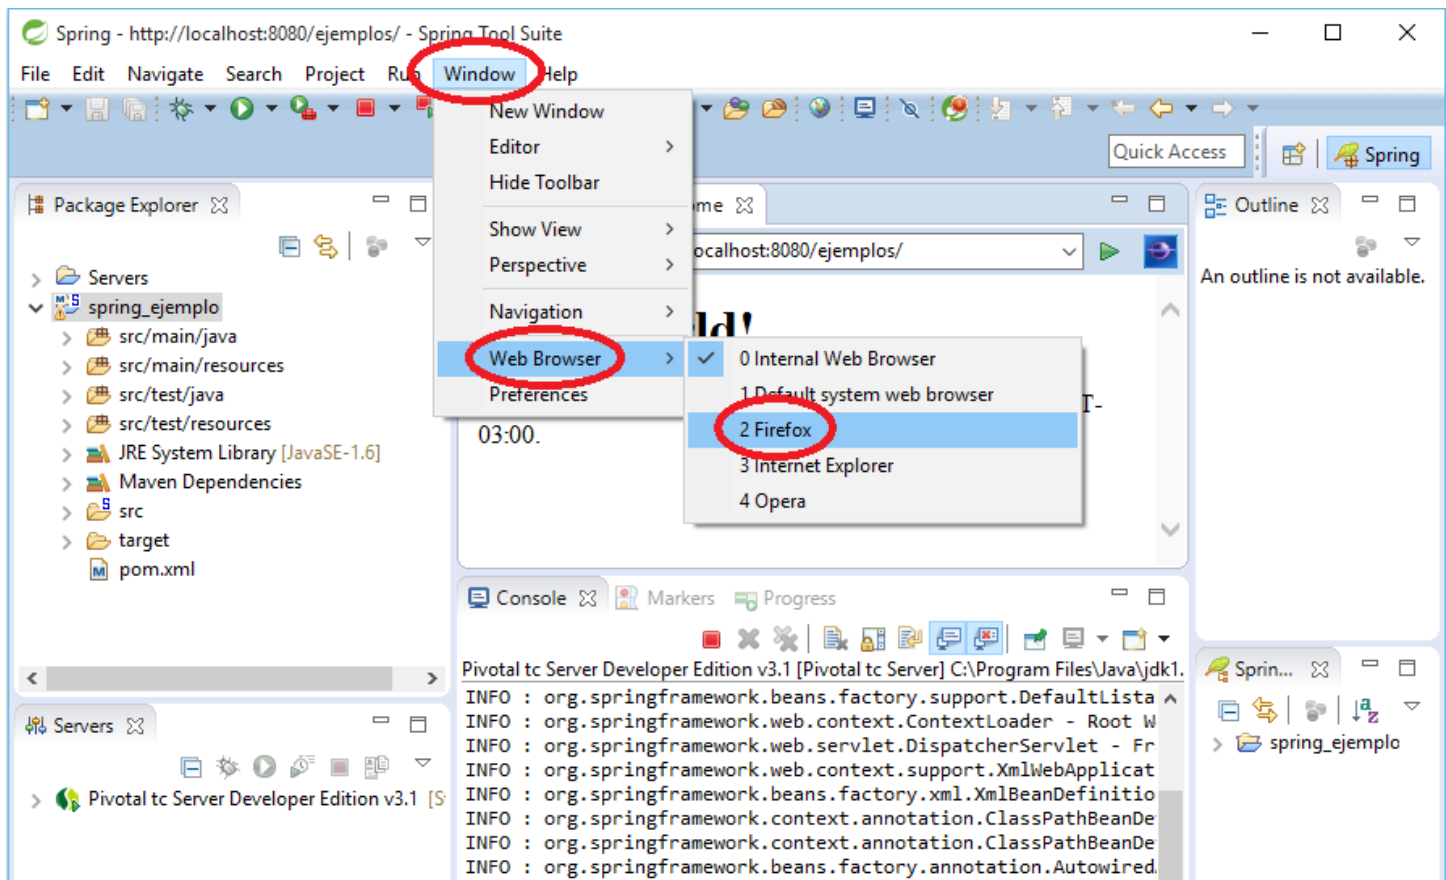 Spring - http://localhost:8080/ejemplos/ - Spring Tool Suite
File Edit Navigate Search Project Run Window Help
New Window
Editor
Hide Toolbar
Show View
Perspective
Navigation
Web Browser
Preferences
0 Internal Web Browser
1 Default system web browser
2 Firefox
3 Internet Explorer
4 Opera
Quick Access
Spring
Package Explorer
Servers
spring_ejemplo
src/main/java
src/main/resources
src/test/java
src/test/resources
JRE System Library [JavaSE-1.6]
Maven Dependencies
src
target
pom.xml
me
ocalhost:8080/ejemplos/
ld!
T-
03:00.
Outline
An outline is not available.
Console Markers Progress
Pivotal tc Server Developer Edition v3.1 [Pivotal tc Server] C:\Program Files\Java\jdk1.
INFO : org.springframework.beans.factory.support.DefaultLista
INFO : org.springframework.web.context.ContextLoader - Root W
INFO : org.springframework.web.servlet.DispatcherServlet - Fr
INFO : org.springframework.web.context.support.XmlWebApplicat
INFO : org.springframework.beans.factory.xml.XmlBeanDefinitio
INFO : org.springframework.context.annotation.ClassPathBeanDe
INFO : org.springframework.context.annotation.ClassPathBeanDe
INFO : org.springframework.beans.factory.annotation.Autowired
Servers
Pivotal tc Server Developer Edition v3.1 [S
Sprin...
spring_ejemplo